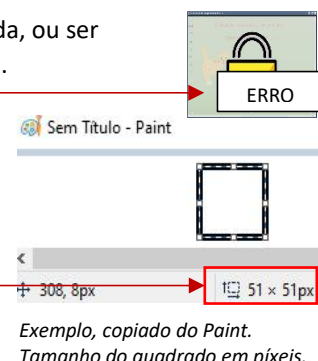 da, ou ser
.
ERRO
Sem Título - Paint
308, 8px
51 × 51px
Exemplo, copiado do Paint.
Tamanho do quadrado em píxeis.